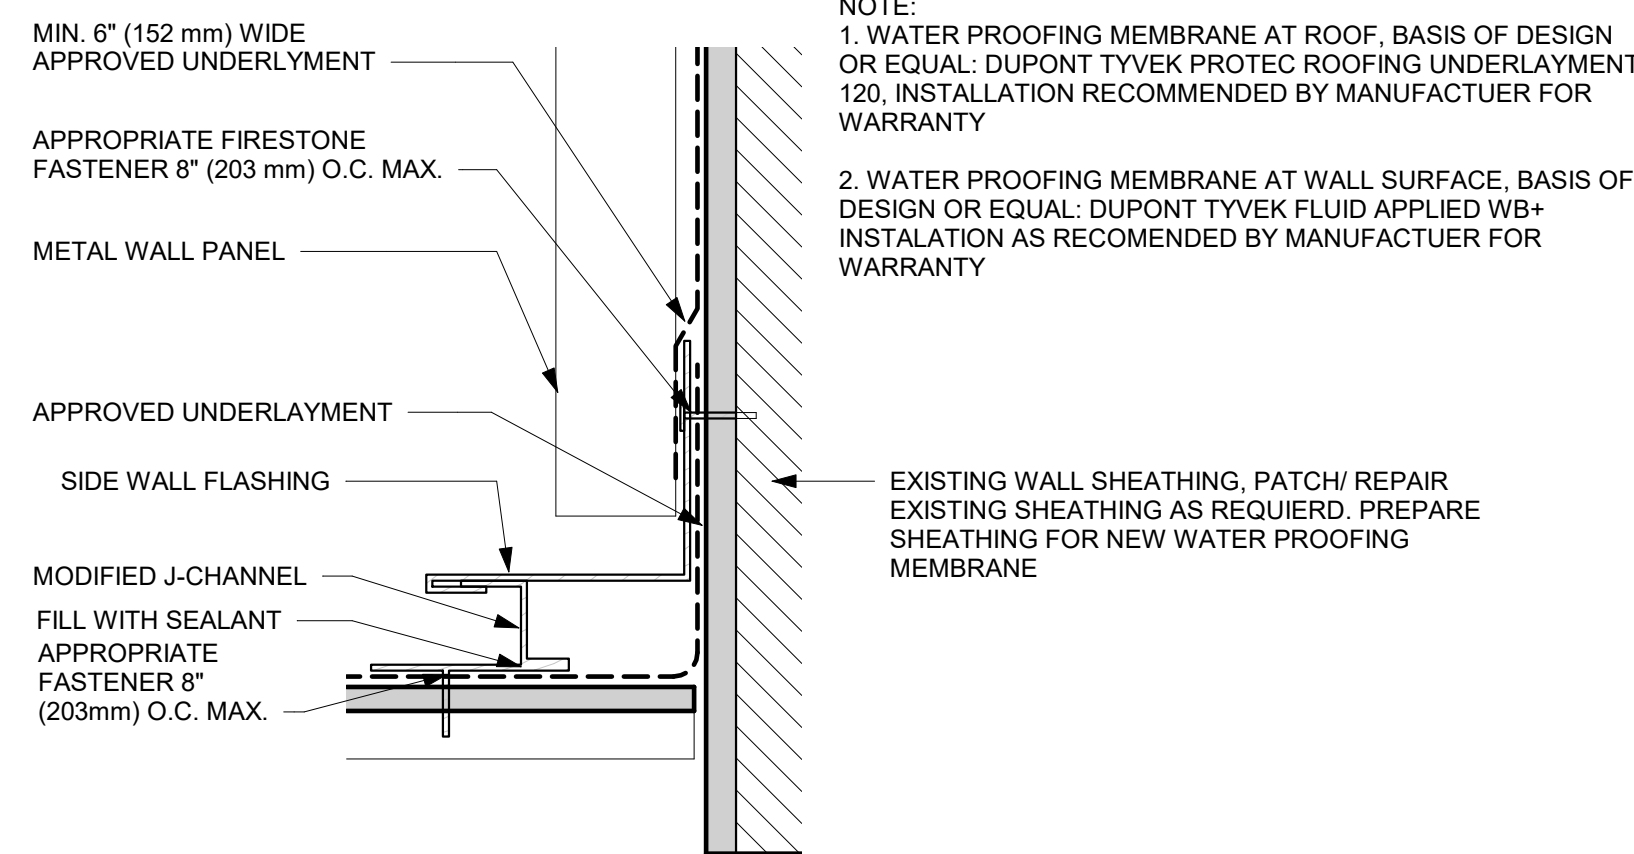 MIN. 6" (152 mm) WIDE
APPROVED UNDERLYMENT
APPROPRIATE FIRESTONE
FASTENER 8" (203 mm) O.C. MAX.
METAL WALL PANEL
APPROVED UNDERLAYMENT
SIDE WALL FLASHING
MODIFIED J-CHANNEL
FILL WITH SEALANT
APPROPRIATE
FASTENER 8"
(203mm) O.C. MAX.
NOTE:
1. WATER PROOFING MEMBRANE AT ROOF, BASIS OF DESIGN
OR EQUAL: DUPONT TYVEK PROTEC ROOFING UNDERLAYMENT
120, INSTALLATION RECOMMENDED BY MANUFACTUER FOR
WARRANTY
2. WATER PROOFING MEMBRANE AT WALL SURFACE, BASIS OF
DESIGN OR EQUAL: DUPONT TYVEK FLUID APPLIED WB+
INSTALATION AS RECOMENDED BY MANUFACTUER FOR
WARRANTY
EXISTING WALL SHEATHING, PATCH/ REPAIR
EXISTING SHEATHING AS REQUIERD. PREPARE
SHEATHING FOR NEW WATER PROOFING
MEMBRANE